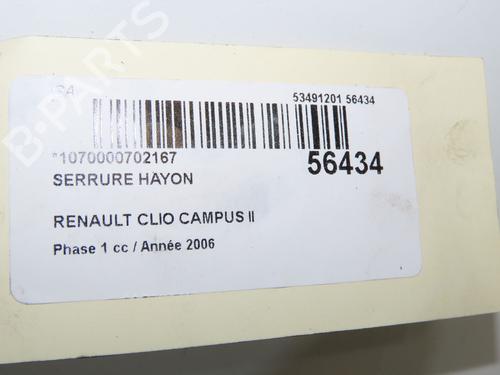 53491201 56434
*1070000702167
56434
SERRURE HAYON
RENAULT CLIO CAMPUS II
Phase 1 cc / Année 2006
B-PARTS